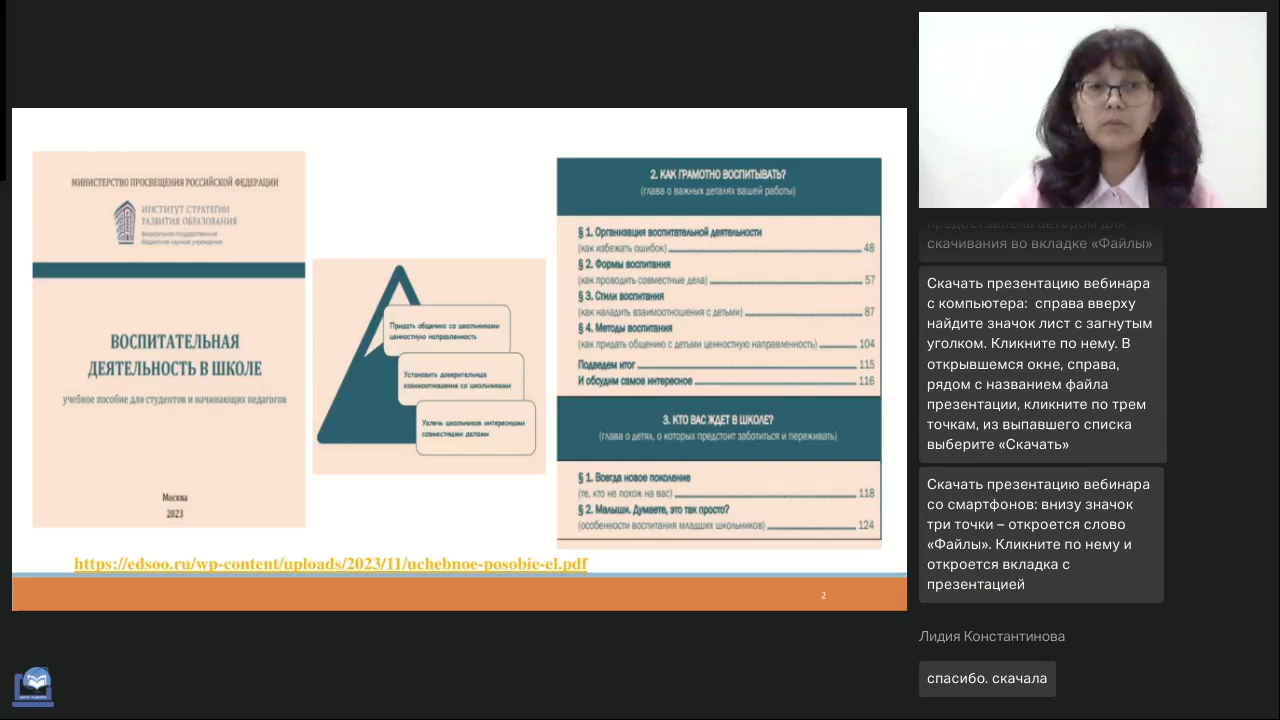 МИНИСТЕРСТВО ПРОСВЕЩЕНИЯ РОССИЙСКОЙ ФЕДЕРАЦИИ
ИНСТИТУТ СТРАТЕГИИ
РАЗВИТИЯ ОБРАЗОВАНИЯ
федеральное государственное
бюджетное научное учреждение
ВОСПИТАТЕЛЬНАЯ
ДЕЯТЕЛЬНОСТЬ В ШКОЛЕ
учебное пособие для студентов и начинающих педагогов
Москва
2023
Придать общению со школьниками
ценностную направленность
Установить доверительные
взаимоотношения со школьниками
Увлечь школьников интересными
совместными делами
2. КАК ГРАМОТНО ВОСПИТЫВАТЬ?
(глава о важных деталях вашей работы)
§ 1. Организация воспитательной деятельности
(как избежать ошибок) 48
§ 2. Формы воспитания
(как проводить совместные дела) 57
§ 3. Стили воспитания
(как наладить взаимоотношения с детьми) 87
§ 4. Методы воспитания
(как придать общению с детьми ценностную направленность) 104
Подведем итог 115
И обсудим самое интересное 116
3. КТО ВАС ЖДЕТ В ШКОЛЕ?
(глава о детях, о которых предстоит заботиться и переживать)
§ 1. Всегда новое поколение
(те, кто не похож на вас) 118
§ 2. Малыши. Думаете, это так просто?
(особенности воспитания младших школьников) 124
https://edsoo.ru/wp-content/uploads/2023/11/uchebnoe-posobie-el.pdf
2
предоставлена автором для
скачивания во вкладке «Файлы»
Скачать презентацию вебинара
с компьютера: справа вверху
найдите значок лист с загнутым
уголком. Кликните по нему. В
открывшемся окне, справа,
рядом с названием файла
презентации, кликните по трем
точкам, из выпавшего списка
выберите «Скачать»
Скачать презентацию вебинара
со смартфонов: внизу значок
три точки – откроется слово
«Файлы». Кликните по нему и
откроется вкладка с
презентацией
Лидия Константинова
спасибо. скачала